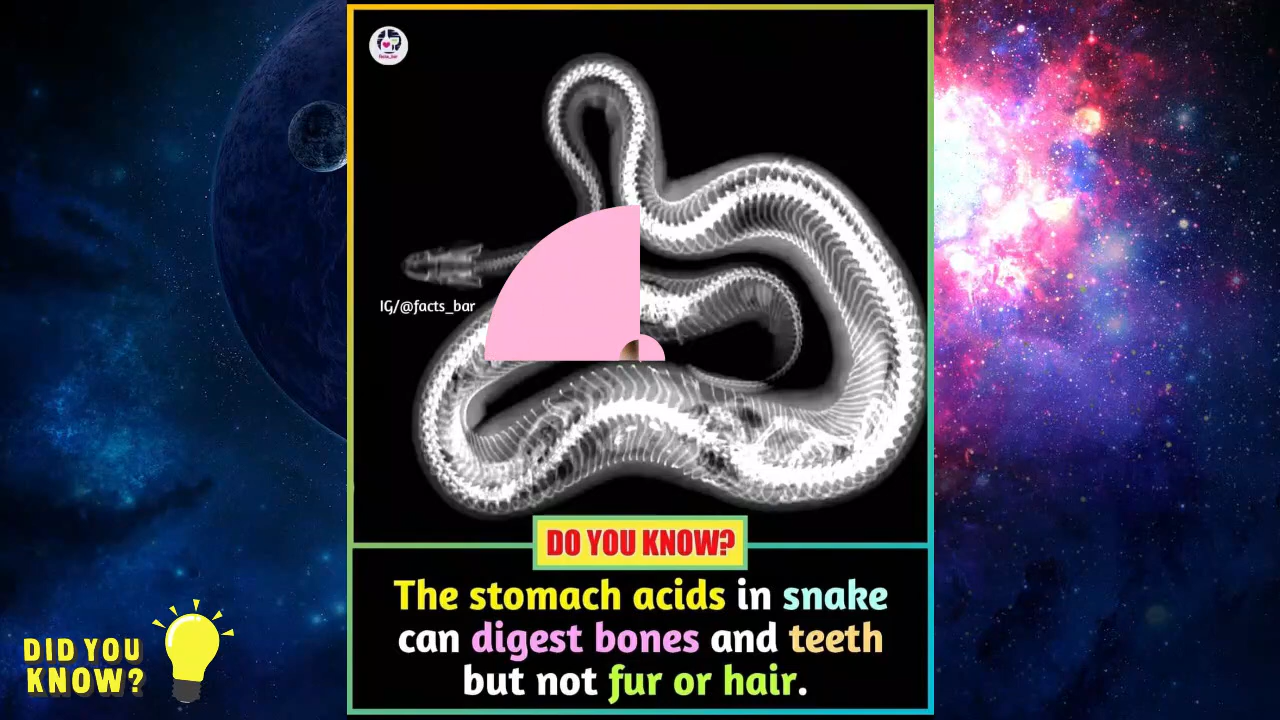 IG/@facts_bar
DO YOU KNOW?
The stomach acids in snake
can digest bones and teeth
but not fur or hair.
DID YOU
KNOW?